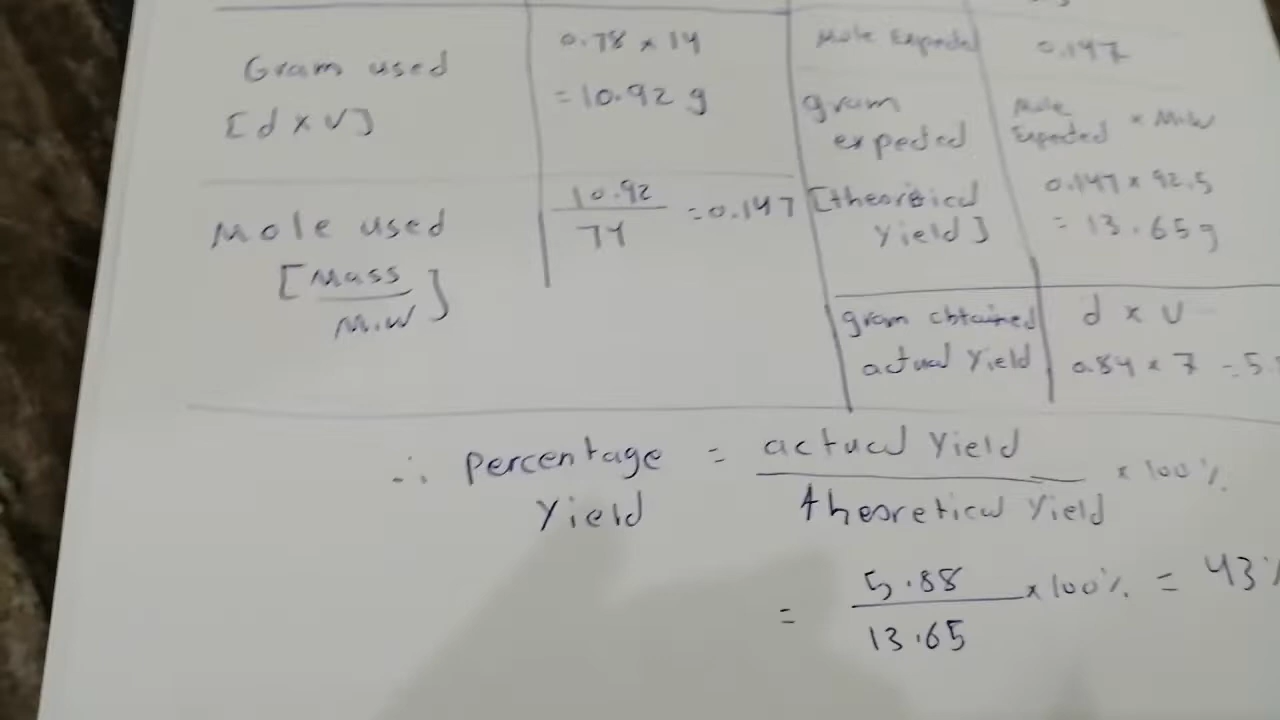 Gram used
[d x V]
0.78 x 14
= 10.92 g
Mole used
[Mass
M.W]
10.92
74
= 0.147
Mole Expected
0.147
gram
expected
[theoretical
Yield]
Mole
Expected x M.W
0.147 x 92.5
= 13.65 g
gram obtained
actual Yield
d x V
0.84 x 7 = 5.
∴ percentage
Yield
= actual Yield
theoretical Yield
x 100 %
= 5.88
13.65
x 100 % = 43 %